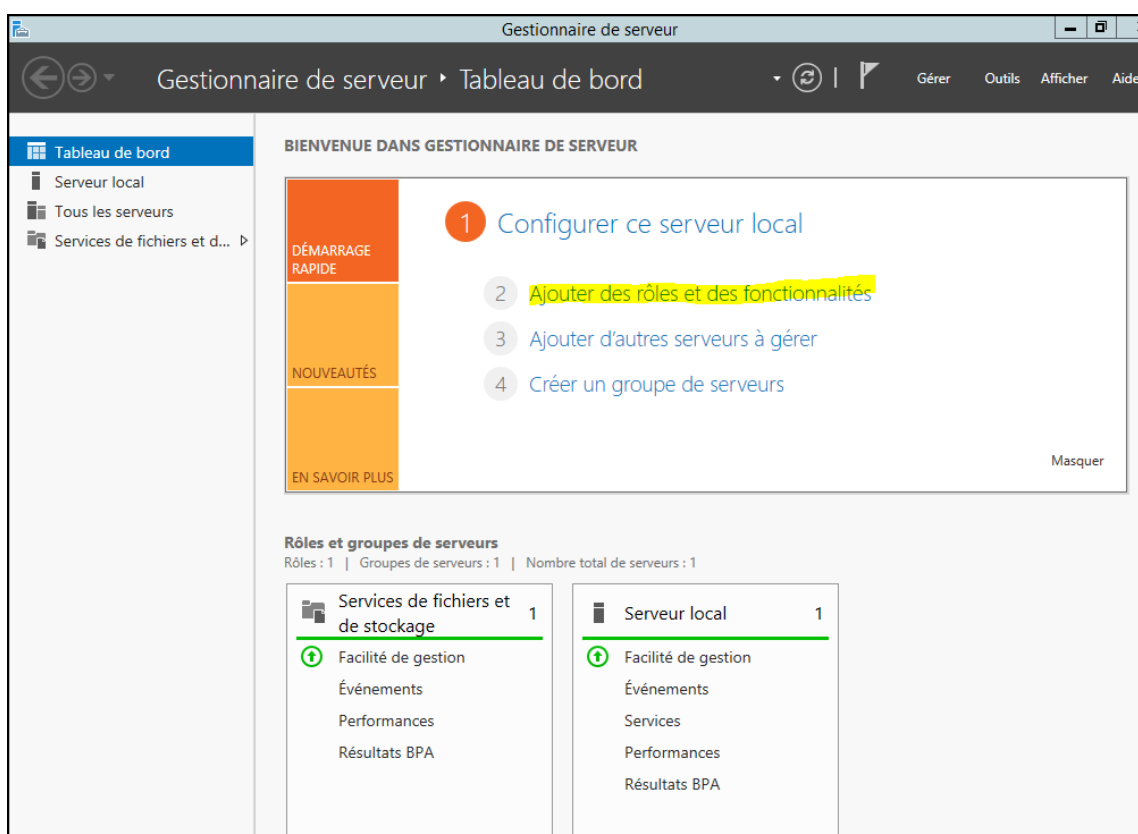 Gestionnaire de serveur
Gestionnaire de serveur ‣ Tableau de bord
Gérer Outils Afficher Aide
Tableau de bord
Serveur local
Tous les serveurs
Services de fichiers et d...
BIENVENUE DANS GESTIONNAIRE DE SERVEUR
DÉMARRAGE
RAPIDE
NOUVEAUTÉS
EN SAVOIR PLUS
1 Configurer ce serveur local
2 Ajouter des rôles et des fonctionnalités
3 Ajouter d'autres serveurs à gérer
4 Créer un groupe de serveurs
Masquer
Rôles et groupes de serveurs
Rôles : 1 | Groupes de serveurs : 1 | Nombre total de serveurs : 1
Services de fichiers et
de stockage 1
Facilité de gestion
Événements
Performances
Résultats BPA
Serveur local 1
Facilité de gestion
Événements
Services
Performances
Résultats BPA